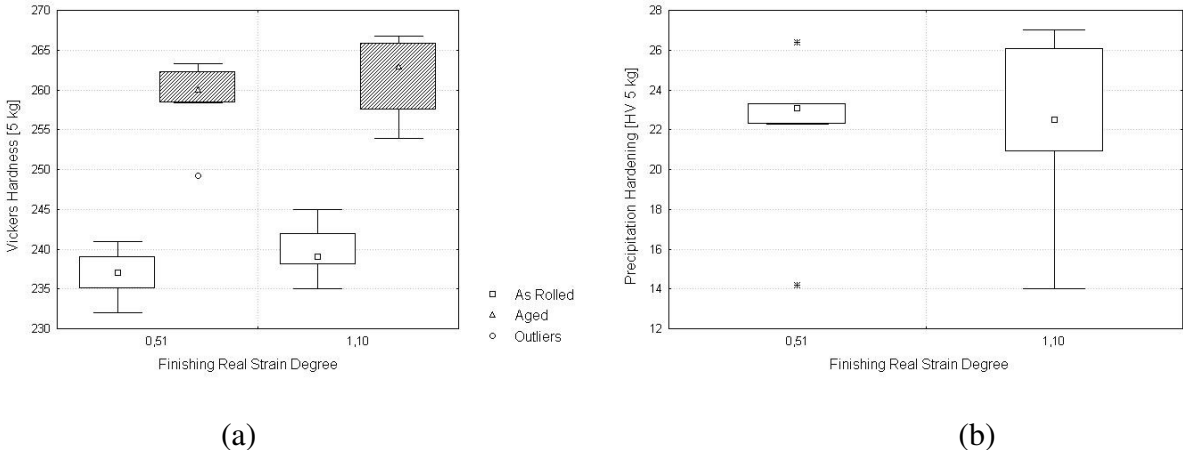 270
265
260
255
250
245
240
235
230
Vickers Hardness [5 kg]
0,51
1,10
Finishing Real Strain Degree
As Rolled
Aged
Outliers
(a)
28
26
24
22
20
18
16
14
12
Precipitation Hardening [HV 5 kg]
0,51
1,10
Finishing Real Strain Degree
(b)